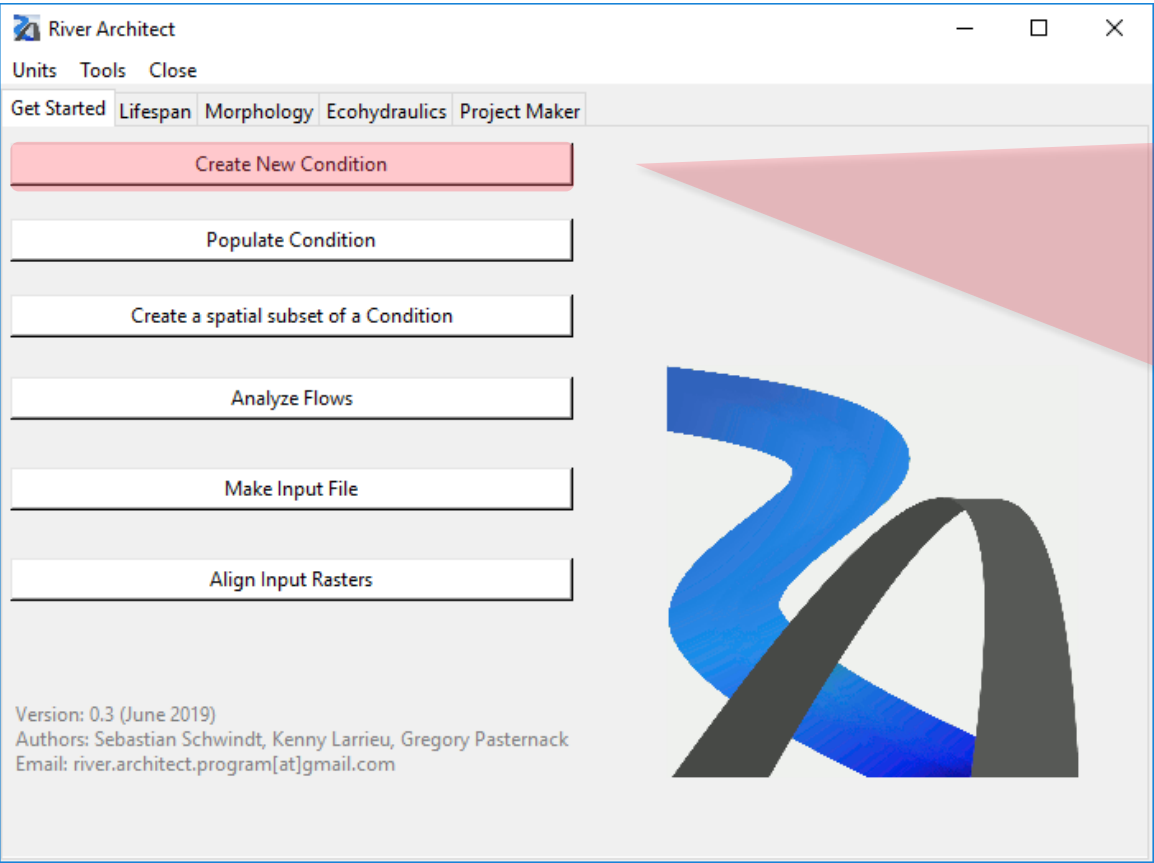 River Architect
Units Tools Close
Get Started Lifespan Morphology Ecohydraulics Project Maker
Create New Condition
Populate Condition
Create a spatial subset of a Condition
Analyze Flows
Make Input File
Align Input Rasters
Version: 0.3 (June 2019)
Authors: Sebastian Schwindt, Kenny Larrieu, Gregory Pasternack
Email: river.architect.program[at]gmail.com